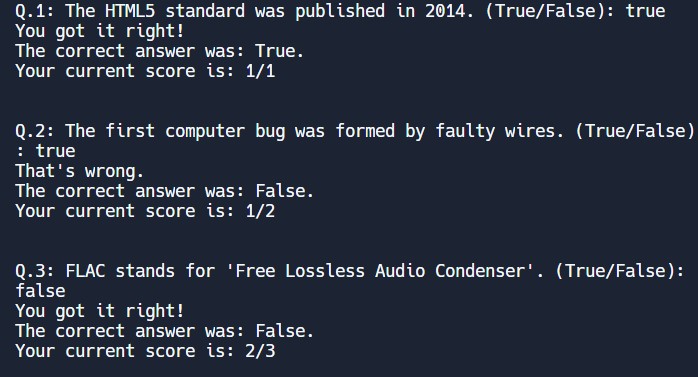 Q.1: The HTML5 standard was published in 2014. (True/False): true
You got it right!
The correct answer was: True.
Your current score is: 1/1
Q.2: The first computer bug was formed by faulty wires. (True/False)
: true
That's wrong.
The correct answer was: False.
Your current score is: 1/2
Q.3: FLAC stands for 'Free Lossless Audio Condenser'. (True/False):
false
You got it right!
The correct answer was: False.
Your current score is: 2/3